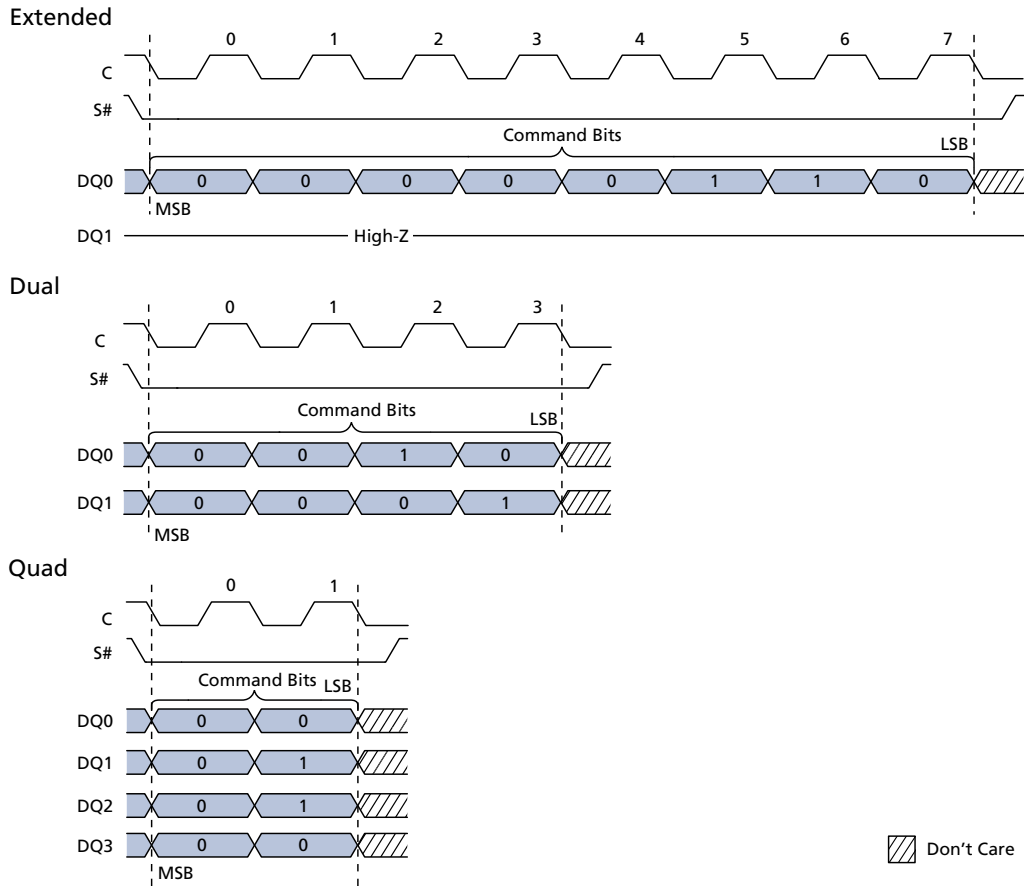 Extended
0 1 2 3 4 5 6 7
C
S#
Command Bits
LSB
DQ0 0 0 0 0 0 1 1 0
MSB
DQ1 High-Z
Dual
0 1 2 3
C
S#
Command Bits
LSB
DQ0 0 0 1 0
DQ1 0 0 0 1
MSB
Quad
0 1
C
S#
Command Bits LSB
DQ0 0 0
DQ1 0 1
DQ2 0 1
DQ3 0 0
MSB
Don't Care